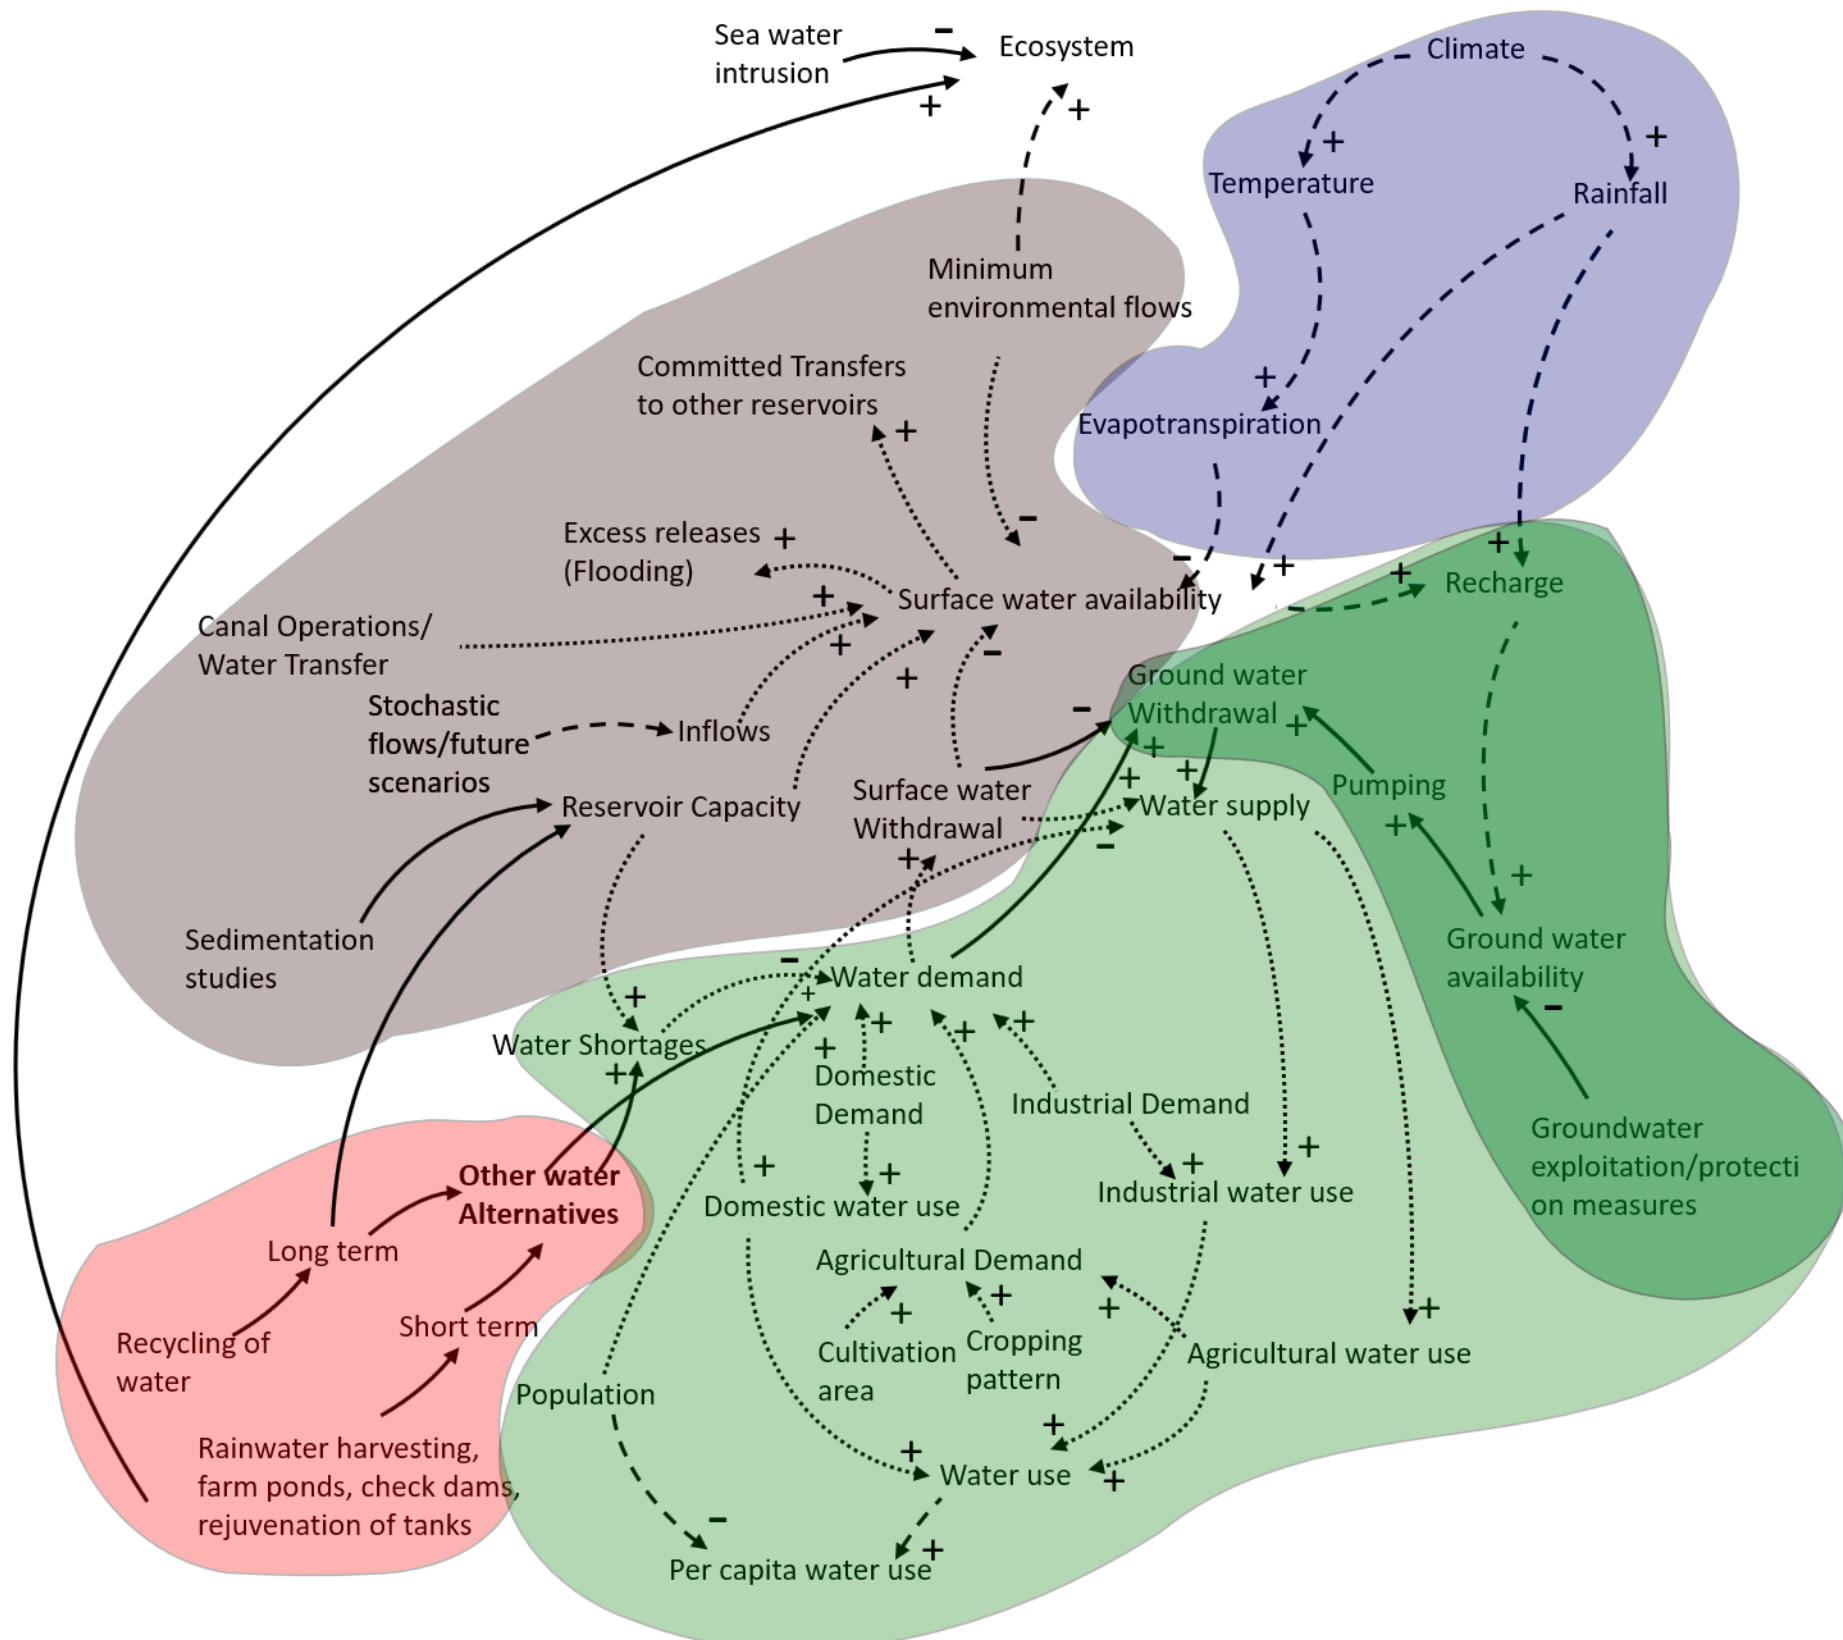 Sea water
intrusion
−
Ecosystem
+
+
Climate
+
+
Temperature
Rainfall
Minimum
environmental flows
Committed Transfers
to other reservoirs
+
+
Evapotranspiration
−
Excess releases
(Flooding)
+
−
+
+
+
Recharge
Surface water availability
+
Canal Operations/
Water Transfer
+
−
+
Stochastic
flows/future
scenarios
Inflows
Ground water
Withdrawal
−
+
+
+
+
Pumping
+
Reservoir Capacity
Surface water
Withdrawal
+
Water supply
−
+
Sedimentation
studies
Ground water
availability
−
Water demand
−
+
+
Water Shortages
+
+
+
+
+
Domestic
Demand
Industrial Demand
Groundwater
exploitation/protecti
on measures
Other water
Alternatives
+
+
+
+
Domestic water use
Industrial water use
Long term
Agricultural Demand
+
+
+
+
Short term
Recycling of
water
Cultivation
area
Cropping
pattern
Agricultural water use
Population
+
+
+
Rainwater harvesting,
farm ponds, check dams,
rejuvenation of tanks
Water use
−
+
Per capita water use